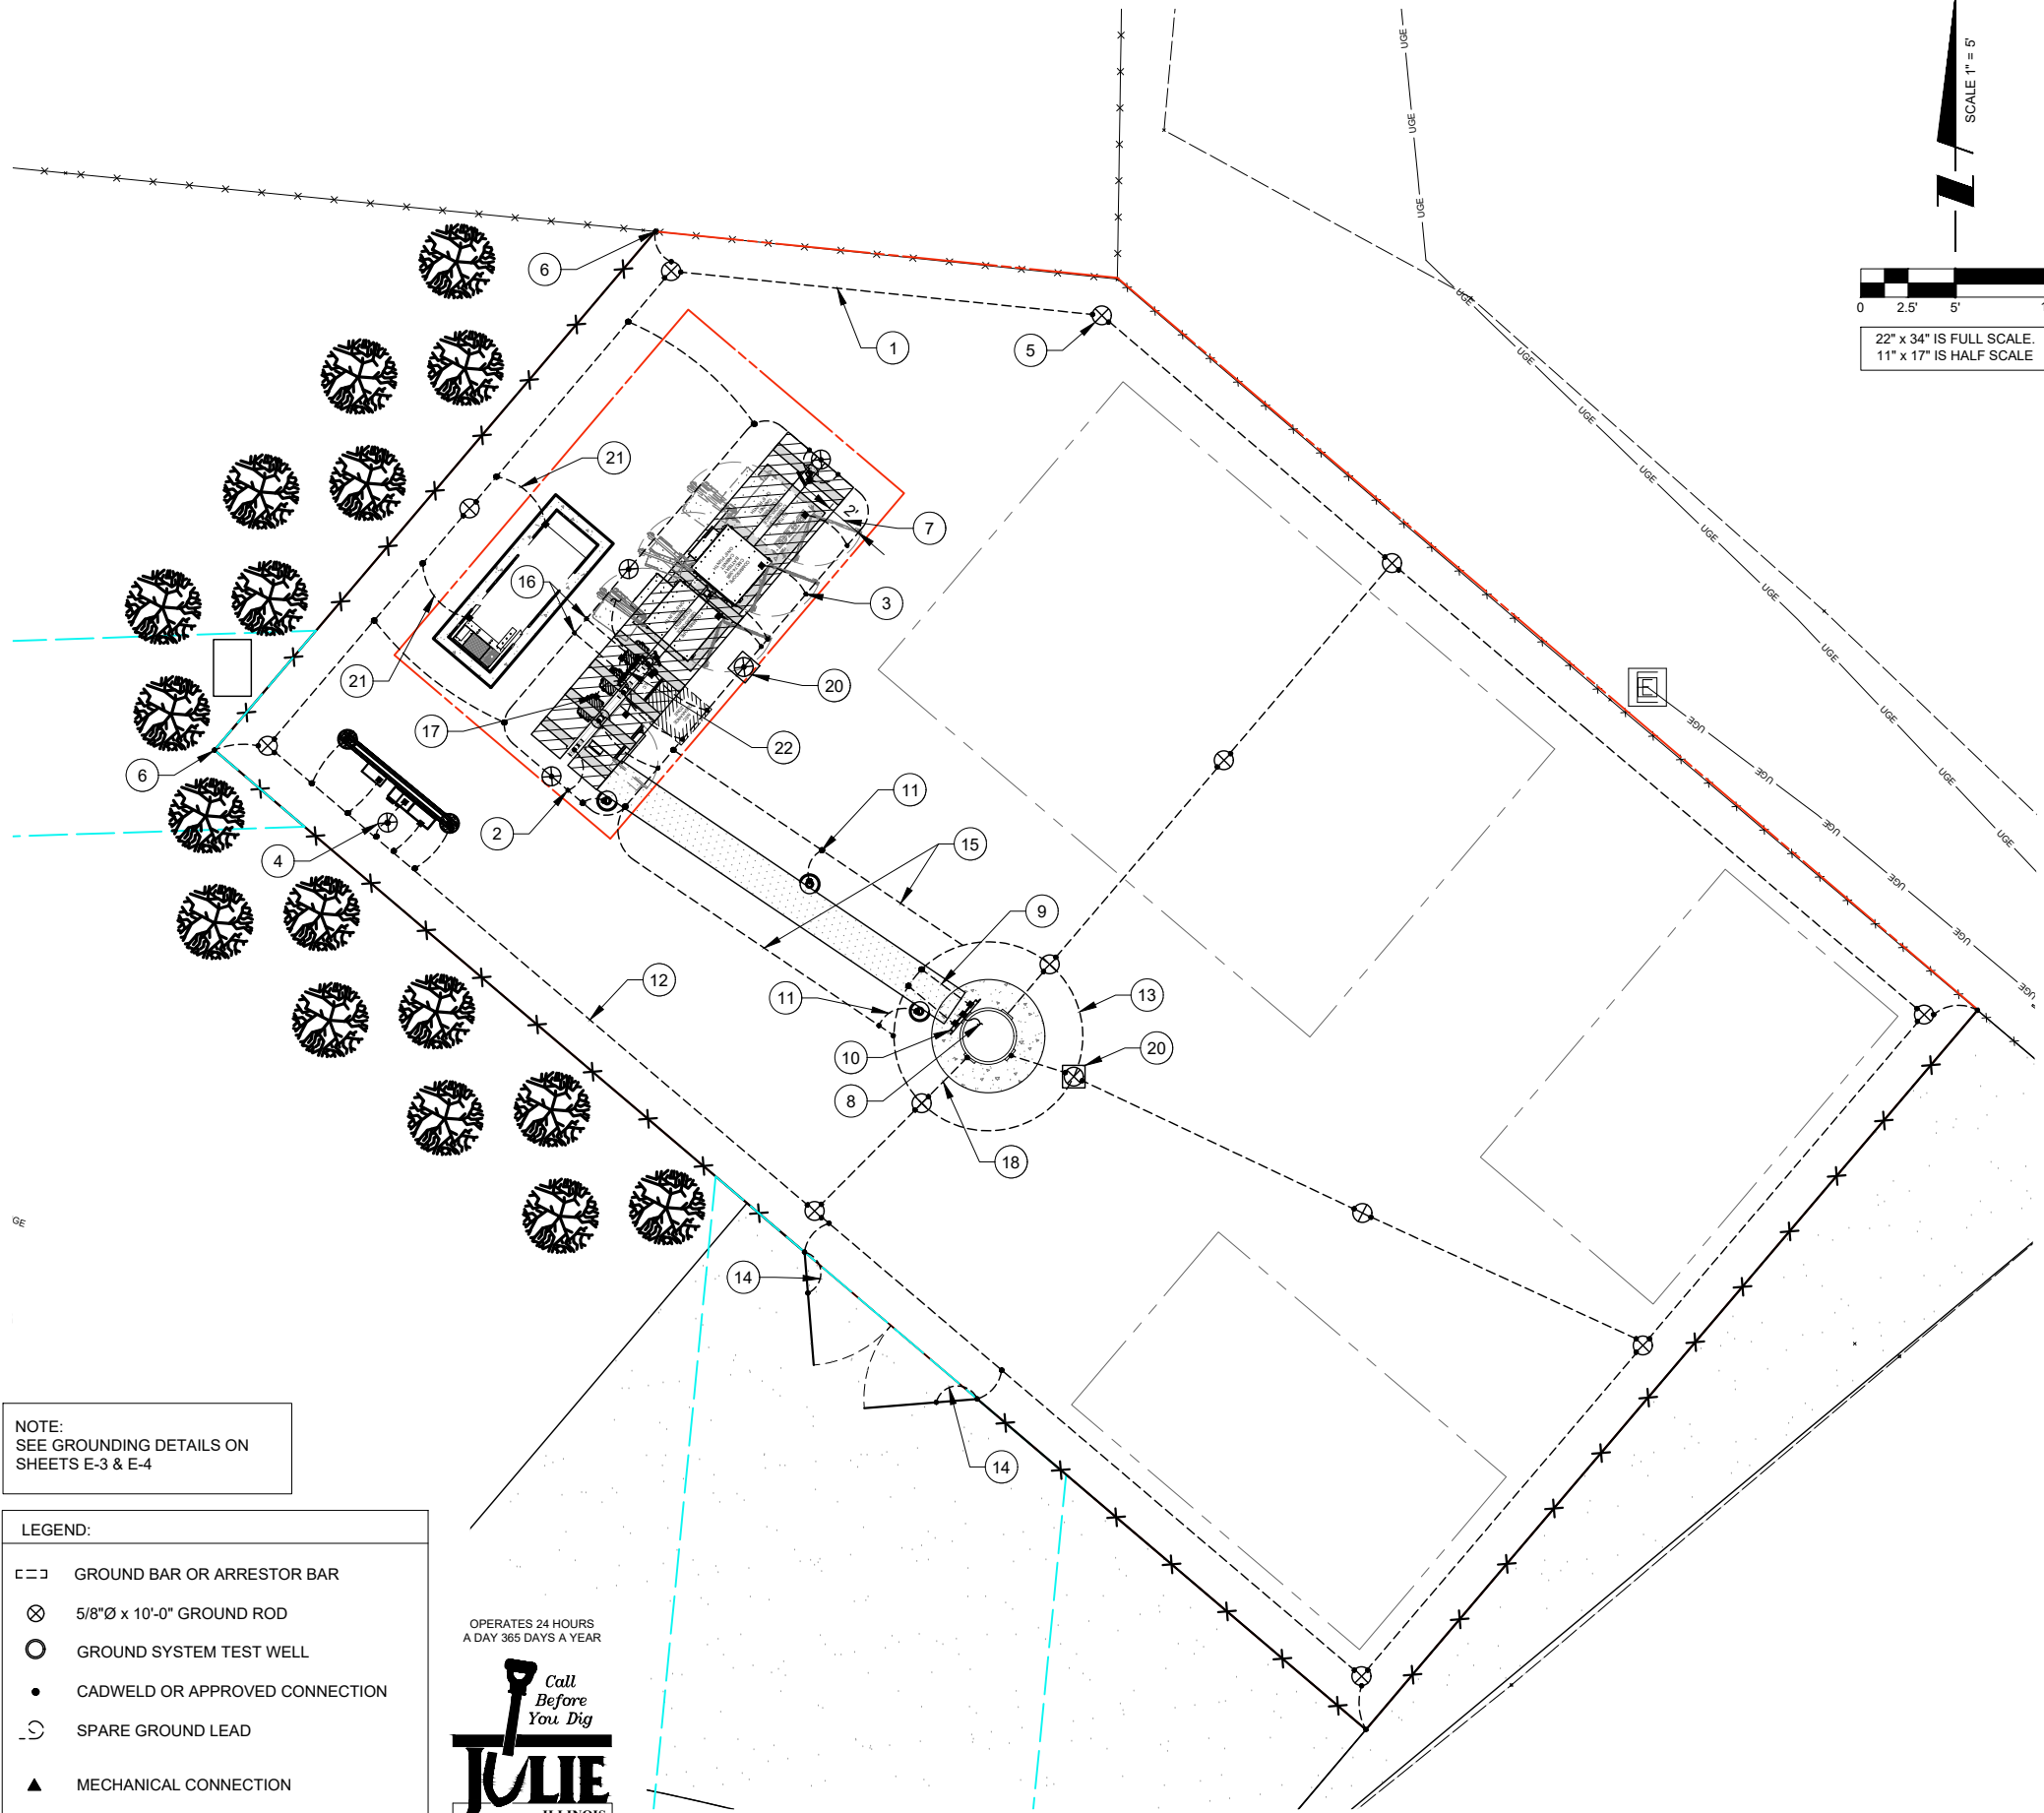 UGE
UGE
UGE
SCALE 1" = 5'
N
0 2.5' 5'
22" x 34" IS FULL SCALE.
11" x 17" IS HALF SCALE
6
1
5
UGE
UGE
UGE
UGE
UGE
UGE
UGE
UGE
UGE
UGE
21
2'
7
16
3
21
20
17
22
6
E
UGE
UGE
UGE
UGE
UGE
UGE
11
2
15
4
9
12
11
13
10
20
8
18
GE
14
14
NOTE:
SEE GROUNDING DETAILS ON
SHEETS E-3 & E-4
LEGEND:
GROUND BAR OR ARRESTOR BAR
5/8"Ø x 10'-0" GROUND ROD
GROUND SYSTEM TEST WELL
CADWELD OR APPROVED CONNECTION
SPARE GROUND LEAD
MECHANICAL CONNECTION
OPERATES 24 HOURS
A DAY 365 DAYS A YEAR
Call
Before
You Dig
JULIE
ILLINOIS